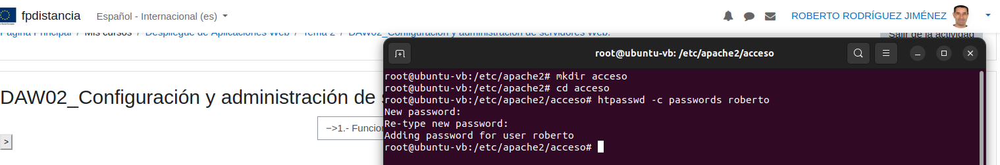 fpdistancia Español - Internacional (es) ROBERTO RODRÍGUEZ JIMÉNEZ
Página Principal / Mis cursos / Despliegue de Aplicaciones Web / Tema 2 / DAW02_Configuración y administración de servidores Web.
Salir de la actividad
root@ubuntu-vb: /etc/apache2/acceso
root@ubuntu-vb:/etc/apache2# mkdir acceso
root@ubuntu-vb:/etc/apache2# cd acceso
root@ubuntu-vb:/etc/apache2/acceso# htpasswd -c passwords roberto
New password:
Re-type new password:
Adding password for user roberto
root@ubuntu-vb:/etc/apache2/acceso#
DAW02_Configuración y administración de s
−>1.- Funcion
>